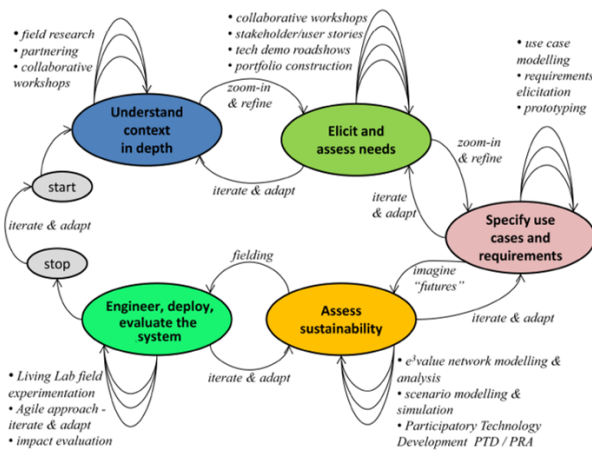 • field research
• partnering
• collaborative
workshops
• collaborative workshops
• stakeholder/user stories
• tech demo roadshows
• portfolio construction
• use case
modelling
• requirements
elicitation
• prototyping
zoom-in
& refine
Understand
context
in depth
Elicit and
assess needs
zoom-in
& refine
iterate & adapt
start
iterate
& adapt
Specify use
cases and
requirements
iterate & adapt
stop
fielding
imagine
"futures"
Engineer, deploy,
evaluate the
system
Assess
sustainability
iterate & adapt
iterate & adapt
• Living Lab field
experimentation
• Agile approach -
iterate & adapt
• impact evaluation
• e³value network modelling &
analysis
• scenario modelling &
simulation
• Participatory Technology
Development PTD / PRA